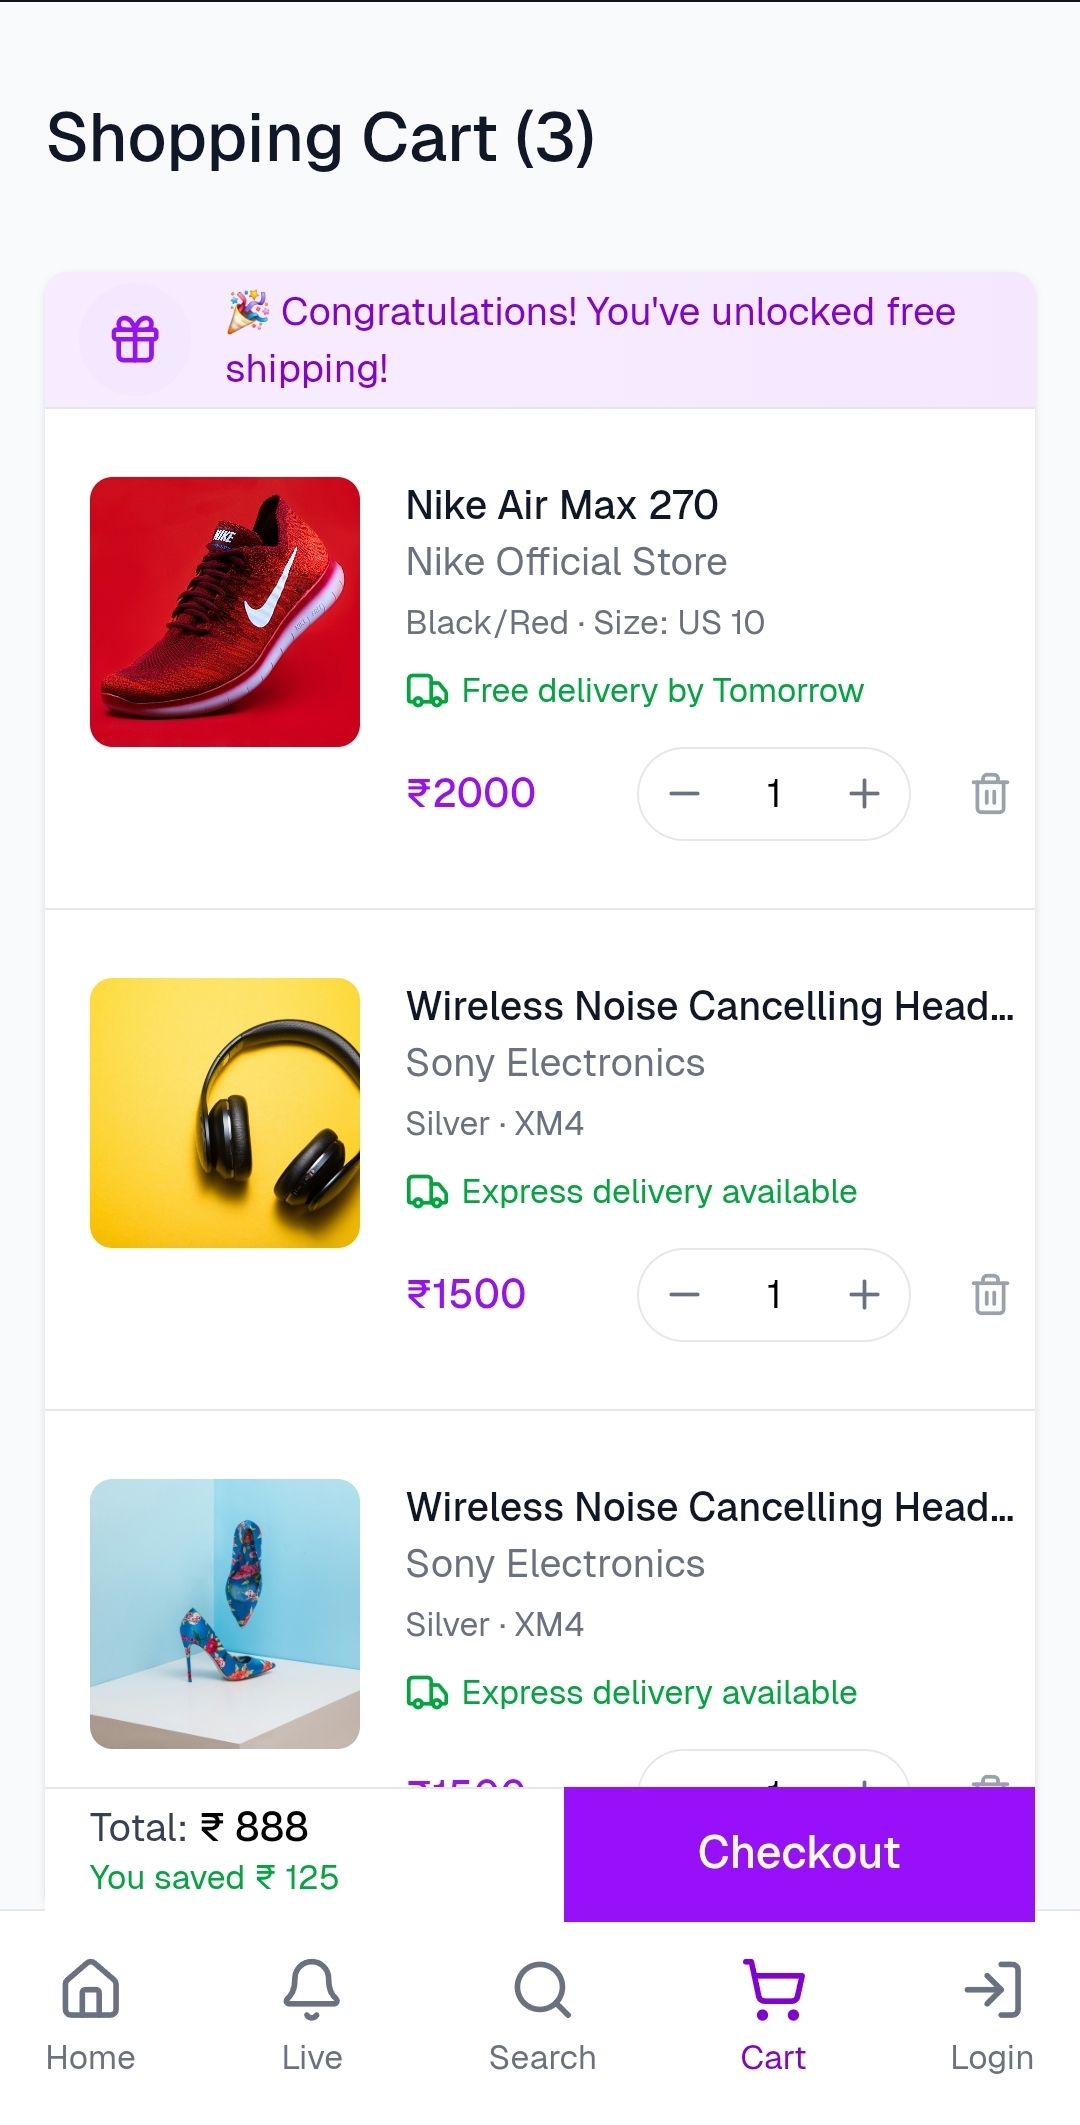 Shopping Cart (3)
🎉 Congratulations! You've unlocked free
shipping!
NIKE
Nike Air Max 270
Nike Official Store
Black/Red · Size: US 10
Free delivery by Tomorrow
₹2000
1
Wireless Noise Cancelling Head...
Sony Electronics
Silver · XM4
Express delivery available
₹1500
1
Wireless Noise Cancelling Head...
Sony Electronics
Silver · XM4
Express delivery available
₹1500
1
Total: ₹ 888
You saved ₹ 125
Checkout
Home
Live
Search
Cart
Login